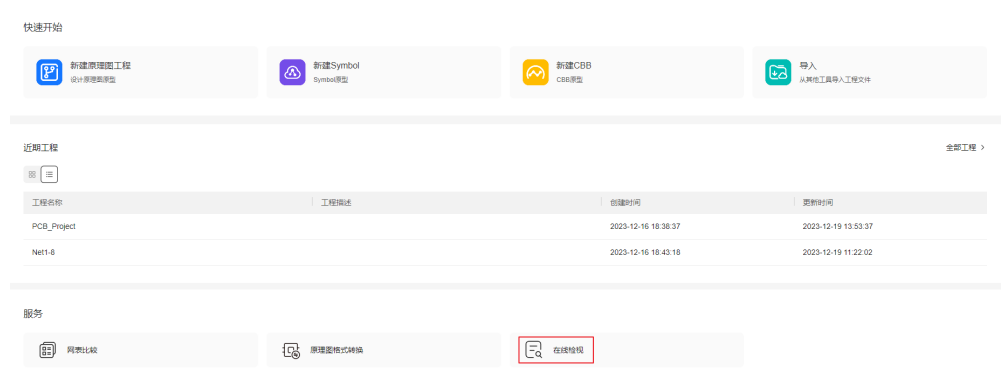 快速开始
新建原理图工程
设计原理图原型
新建Symbol
Symbol原型
新建CBB
CBB原型
导入
从其他工具导入工程文件
近期工程
全部工程 >
工程名称 工程描述 创建时间 更新时间
PCB_Project 2023-12-16 18:38:37 2023-12-19 13:53:37
Net1-8 2023-12-16 18:43:18 2023-12-19 11:22:02
服务
网表比较 原理图格式转换 在线检视